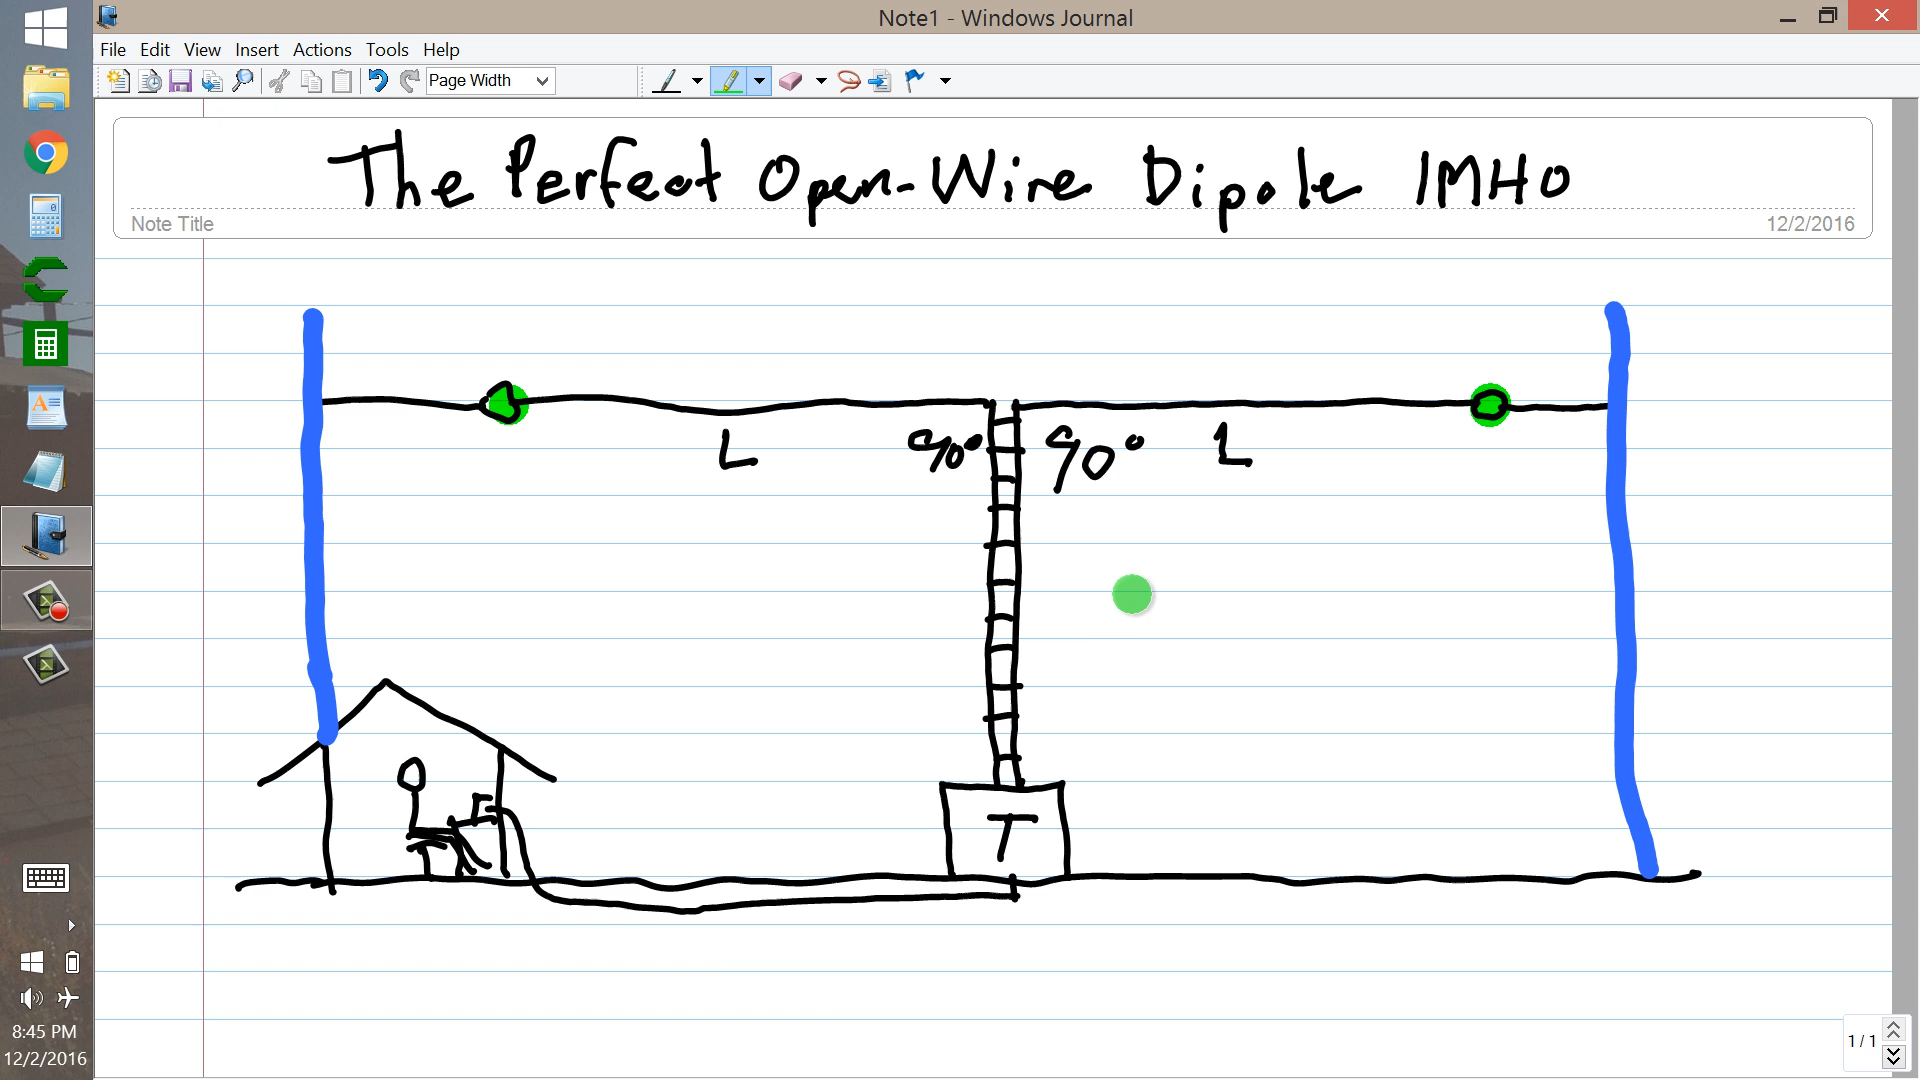 Note1 - Windows Journal
File Edit View Insert Actions Tools Help
Page Width
The Perfect Open-Wire Dipole IMHO
Note Title
12/2/2016
L 90° 90° L
T
8:45 PM
12/2/2016
1 / 1